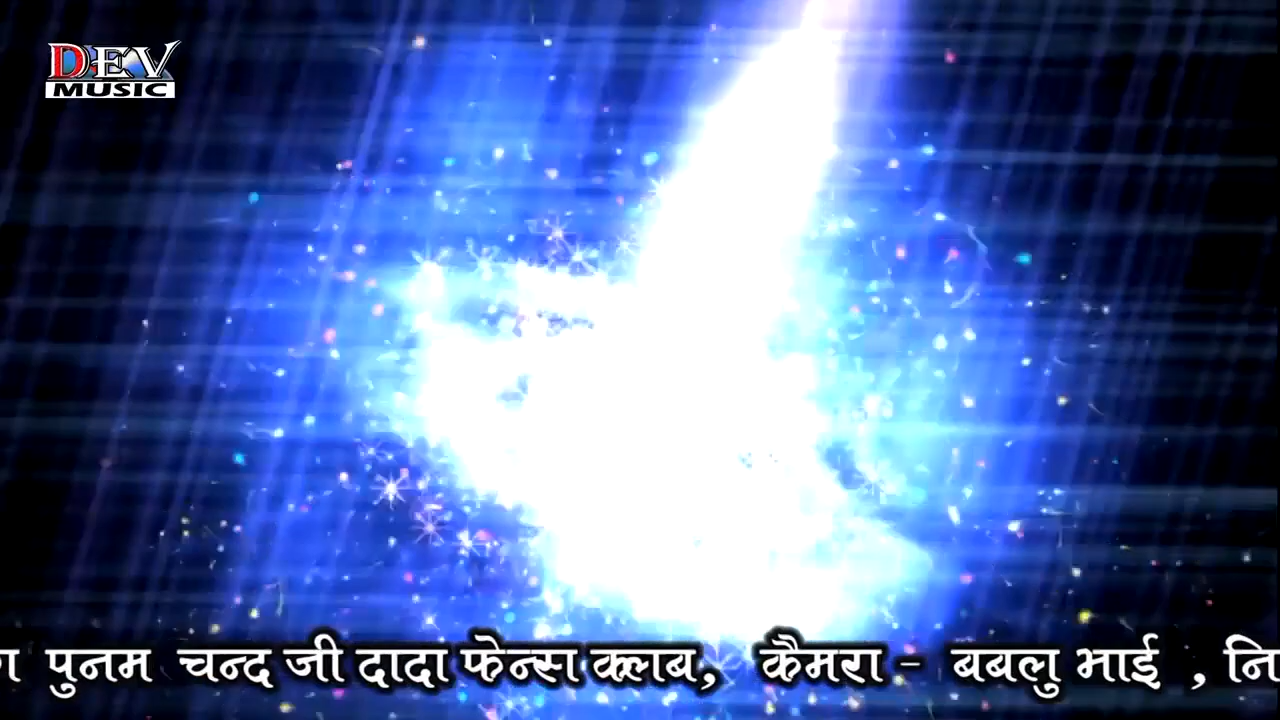 DEV
MUSIC
पुनम चन्द जी दादा फेन्स क्लब, कैमरा - बबलु भाई , नि